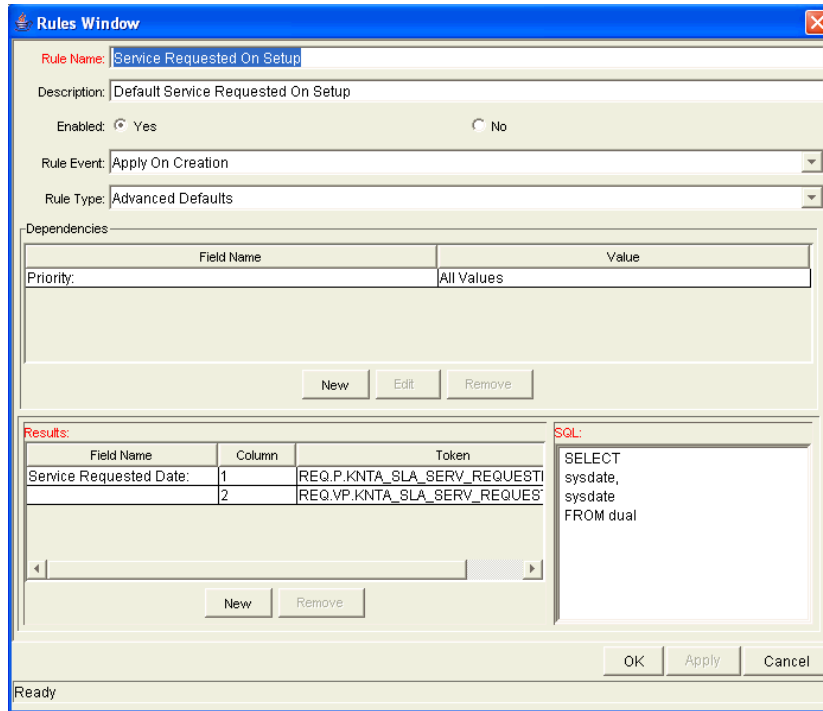 Rules Window
Rule Name: Service Requested On Setup
Description: Default Service Requested On Setup
Enabled: Yes No
Rule Event: Apply On Creation
Rule Type: Advanced Defaults
Dependencies
Field Name Value
Priority: All Values
New Edit Remove
Results:
Field Name Column Token
Service Requested Date: 1 REQ.P.KNTA_SLA_SERV_REQUESTI
2 REQ.VP.KNTA_SLA_SERV_REQUES
New Remove
SQL:
SELECT
sysdate,
sysdate
FROM dual
OK Apply Cancel
Ready